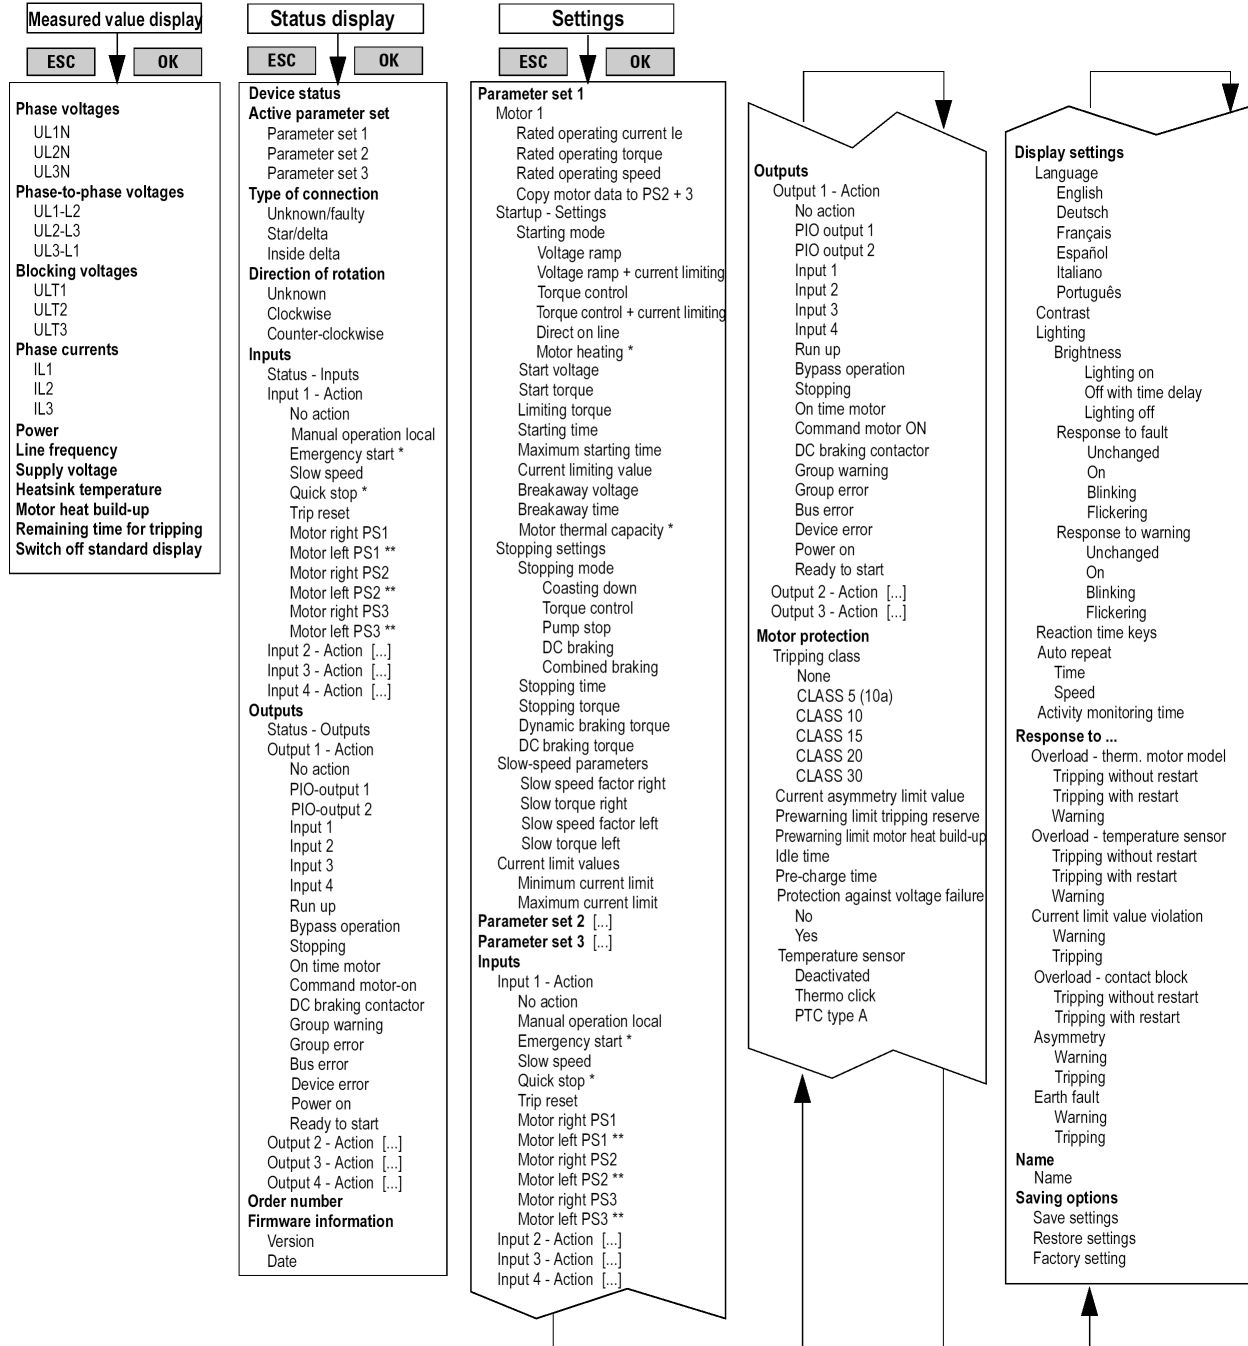 Measured value display
ESC
OK
Phase voltages
UL1N
UL2N
UL3N
Phase-to-phase voltages
UL1-L2
UL2-L3
UL3-L1
Blocking voltages
ULT1
ULT2
ULT3
Phase currents
IL1
IL2
IL3
Power
Line frequency
Supply voltage
Heatsink temperature
Motor heat build-up
Remaining time for tripping
Switch off standard display
Status display
ESC
OK
Device status
Active parameter set
Parameter set 1
Parameter set 2
Parameter set 3
Type of connection
Unknown/faulty
Star/delta
Inside delta
Direction of rotation
Unknown
Clockwise
Counter-clockwise
Inputs
Status - Inputs
Input 1 - Action
No action
Manual operation local
Emergency start *
Slow speed
Quick stop *
Trip reset
Motor right PS1
Motor left PS1 **
Motor right PS2
Motor left PS2 **
Motor right PS3
Motor left PS3 **
Input 2 - Action [...]
Input 3 - Action [...]
Input 4 - Action [...]
Outputs
Status - Outputs
Output 1 - Action
No action
PIO-output 1
PIO-output 2
Input 1
Input 2
Input 3
Input 4
Run up
Bypass operation
Stopping
On time motor
Command motor-on
DC braking contactor
Group warning
Group error
Bus error
Device error
Power on
Ready to start
Output 2 - Action [...]
Output 3 - Action [...]
Output 4 - Action [...]
Order number
Firmware information
Version
Date
Settings
ESC
OK
Parameter set 1
Motor 1
Rated operating current Ie
Rated operating torque
Rated operating speed
Copy motor data to PS2 + 3
Startup - Settings
Starting mode
Voltage ramp
Voltage ramp + current limiting
Torque control
Torque control + current limiting
Direct on line
Motor heating *
Start voltage
Start torque
Limiting torque
Starting time
Maximum starting time
Current limiting value
Breakaway voltage
Breakaway time
Motor thermal capacity *
Stopping settings
Stopping mode
Coasting down
Torque control
Pump stop
DC braking
Combined braking
Stopping time
Stopping torque
Dynamic braking torque
DC braking torque
Slow-speed parameters
Slow speed factor right
Slow torque right
Slow speed factor left
Slow torque left
Current limit values
Minimum current limit
Maximum current limit
Parameter set 2 [...]
Parameter set 3 [...]
Inputs
Input 1 - Action
No action
Manual operation local
Emergency start *
Slow speed
Quick stop *
Trip reset
Motor right PS1
Motor left PS1 **
Motor right PS2
Motor left PS2 **
Motor right PS3
Motor left PS3 **
Input 2 - Action [...]
Input 3 - Action [...]
Input 4 - Action [...]
Outputs
Output 1 - Action
No action
PIO output 1
PIO output 2
Input 1
Input 2
Input 3
Input 4
Run up
Bypass operation
Stopping
On time motor
Command motor ON
DC braking contactor
Group warning
Group error
Bus error
Device error
Power on
Ready to start
Output 2 - Action [...]
Output 3 - Action [...]
Motor protection
Tripping class
None
CLASS 5 (10a)
CLASS 10
CLASS 15
CLASS 20
CLASS 30
Current asymmetry limit value
Prewarning limit tripping reserve
Prewarning limit motor heat build-up
Idle time
Pre-charge time
Protection against voltage failure
No
Yes
Temperature sensor
Deactivated
Thermo click
PTC type A
Display settings
Language
English
Deutsch
Français
Español
Italiano
Português
Contrast
Lighting
Brightness
Lighting on
Off with time delay
Lighting off
Response to fault
Unchanged
On
Blinking
Flickering
Response to warning
Unchanged
On
Blinking
Flickering
Reaction time keys
Auto repeat
Time
Speed
Activity monitoring time
Response to ...
Overload - therm. motor model
Tripping without restart
Tripping with restart
Warning
Overload - temperature sensor
Tripping without restart
Tripping with restart
Warning
Current limit value violation
Warning
Tripping
Overload - contact block
Tripping without restart
Tripping with restart
Asymmetry
Warning
Tripping
Earth fault
Warning
Tripping
Name
Name
Saving options
Save settings
Restore settings
Factory setting